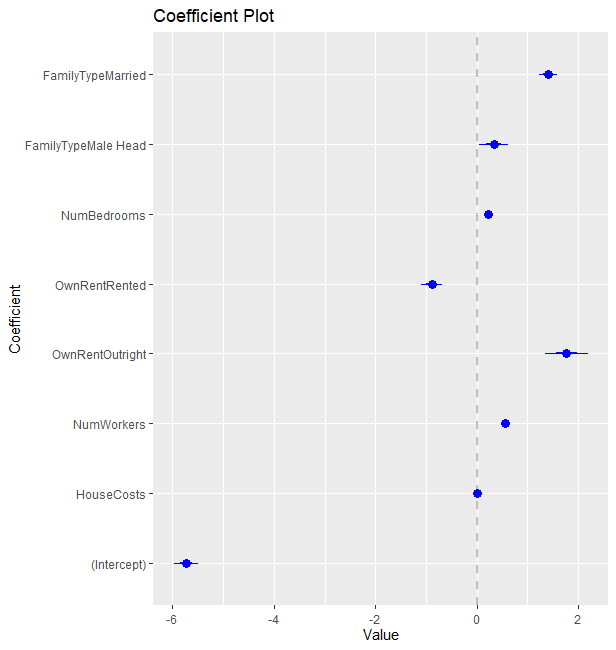 Coefficient Plot
FamilyTypeMarried
FamilyTypeMale Head
NumBedrooms
OwnRentRented
OwnRentOutright
NumWorkers
HouseCosts
(Intercept)
Coefficient
-6 -4 -2 0 2
Value